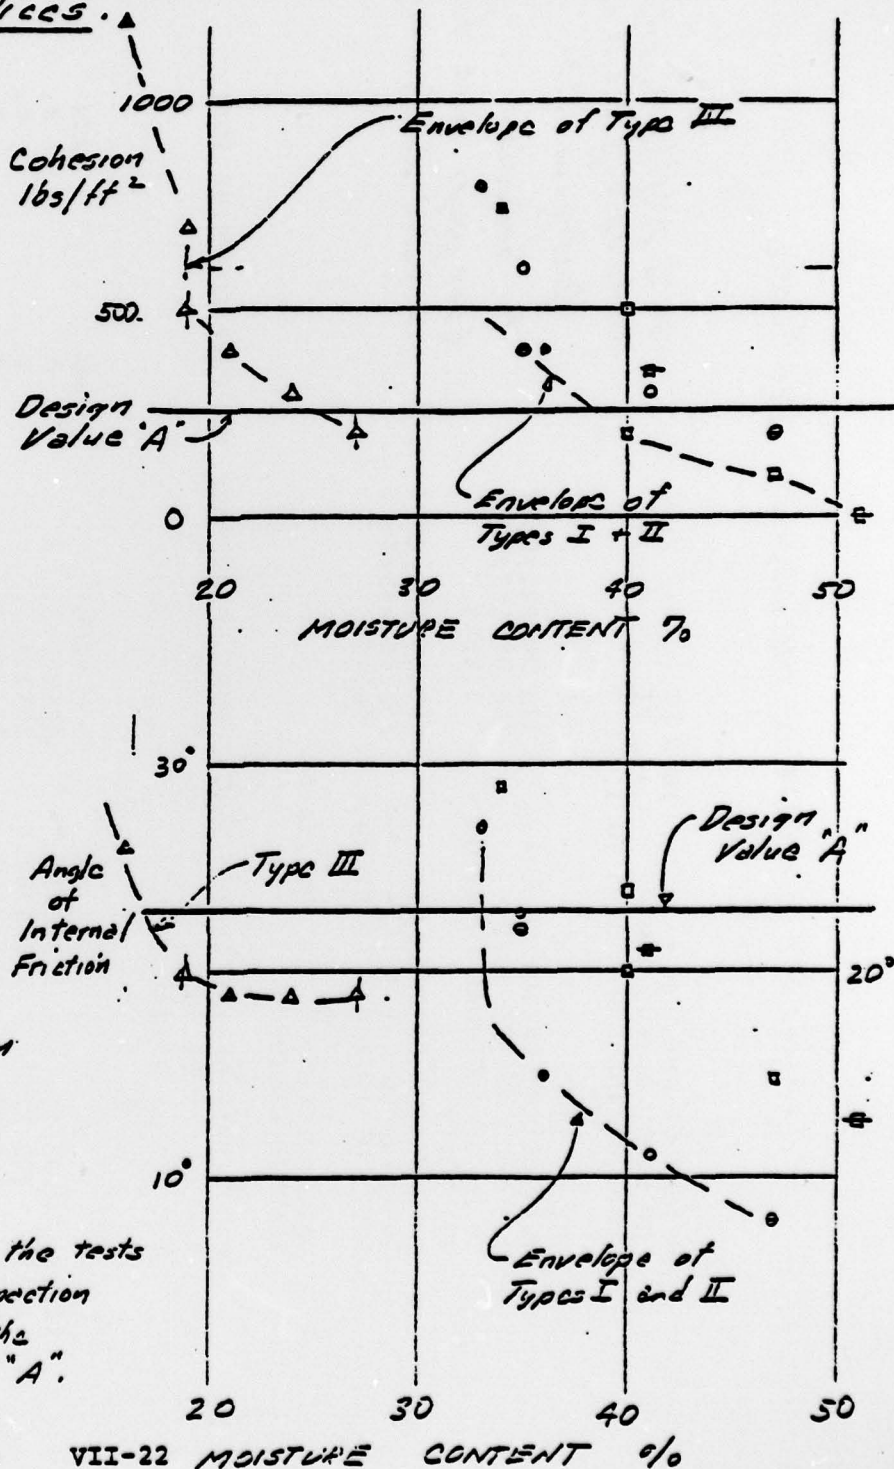 1000
Envelope of Type III
Cohesion
lbs/ft²
500
Design
Value "A"
Envelope of
Types I + II
0
20 30 40 50
MOISTURE CONTENT %
30°
Design
Value "A"
Type III
Angle
of
Internal
Friction
20°
10°
the tests
Envelope of
Types I and II
the
"A".
20 30 40 50
VII-22 MOISTURE CONTENT %